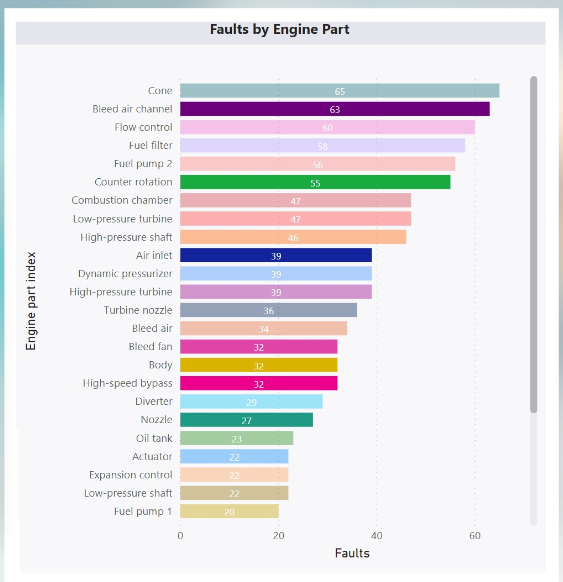 Faults by Engine Part
Engine part index
Cone 65
Bleed air channel 63
Flow control 60
Fuel filter 58
Fuel pump 2 56
Counter rotation 55
Combustion chamber 47
Low-pressure turbine 47
High-pressure shaft 46
Air inlet 39
Dynamic pressurizer 39
High-pressure turbine 39
Turbine nozzle 36
Bleed air 34
Bleed fan 32
Body 32
High-speed bypass 32
Diverter 29
Nozzle 27
Oil tank 23
Actuator 22
Expansion control 22
Low-pressure shaft 22
Fuel pump 1 20
0 20 40 60
Faults